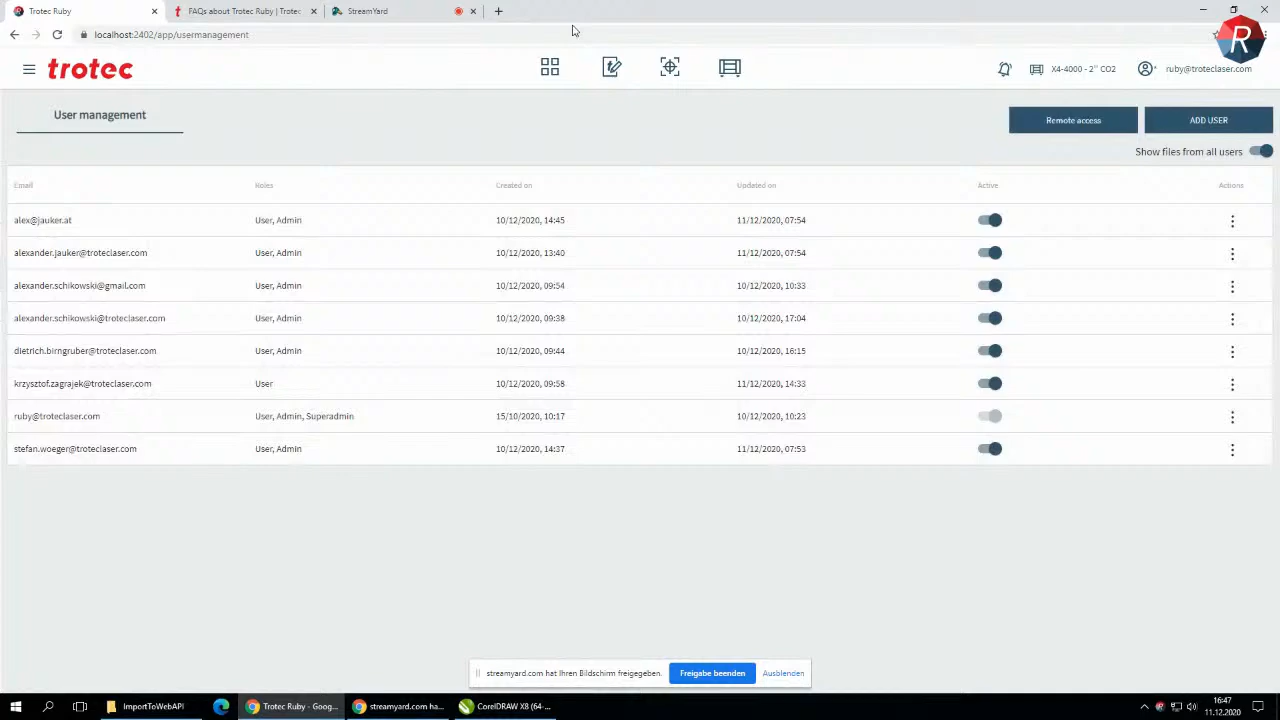 Trotec Ruby
FAQs about Trotec Ruby | Trotec
StreamYard
localhost:2402/app/usermanagement
R
trotec
X4-4000 - 2" CO2
ruby@troteclaser.com
User management
Remote access
ADD USER
Show files from all users
Email Roles Created on Updated on Active Actions
alex@jauker.at User, Admin 10/12/2020, 14:45 11/12/2020, 07:54
alexander.jauker@troteclaser.com User, Admin 10/12/2020, 13:40 11/12/2020, 07:54
alexander.schikowski@gmail.com User, Admin 10/12/2020, 09:54 10/12/2020, 10:33
alexander.schikowski@troteclaser.com User, Admin 10/12/2020, 09:38 10/12/2020, 17:04
dietrich.birngruber@troteclaser.com User, Admin 10/12/2020, 09:44 10/12/2020, 16:15
krzysztof.zagrajek@troteclaser.com User 10/12/2020, 09:58 11/12/2020, 14:33
ruby@troteclaser.com User, Admin, Superadmin 15/10/2020, 10:17 10/12/2020, 10:23
stefan.woeger@troteclaser.com User, Admin 10/12/2020, 14:37 11/12/2020, 07:53
streamyard.com hat Ihren Bildschirm freigegeben. Freigabe beenden Ausblenden
ImportToWebAPI
Trotec Ruby - Goog...
streamyard.com ha...
CorelDRAW X8 (64-...
16:47
11.12.2020